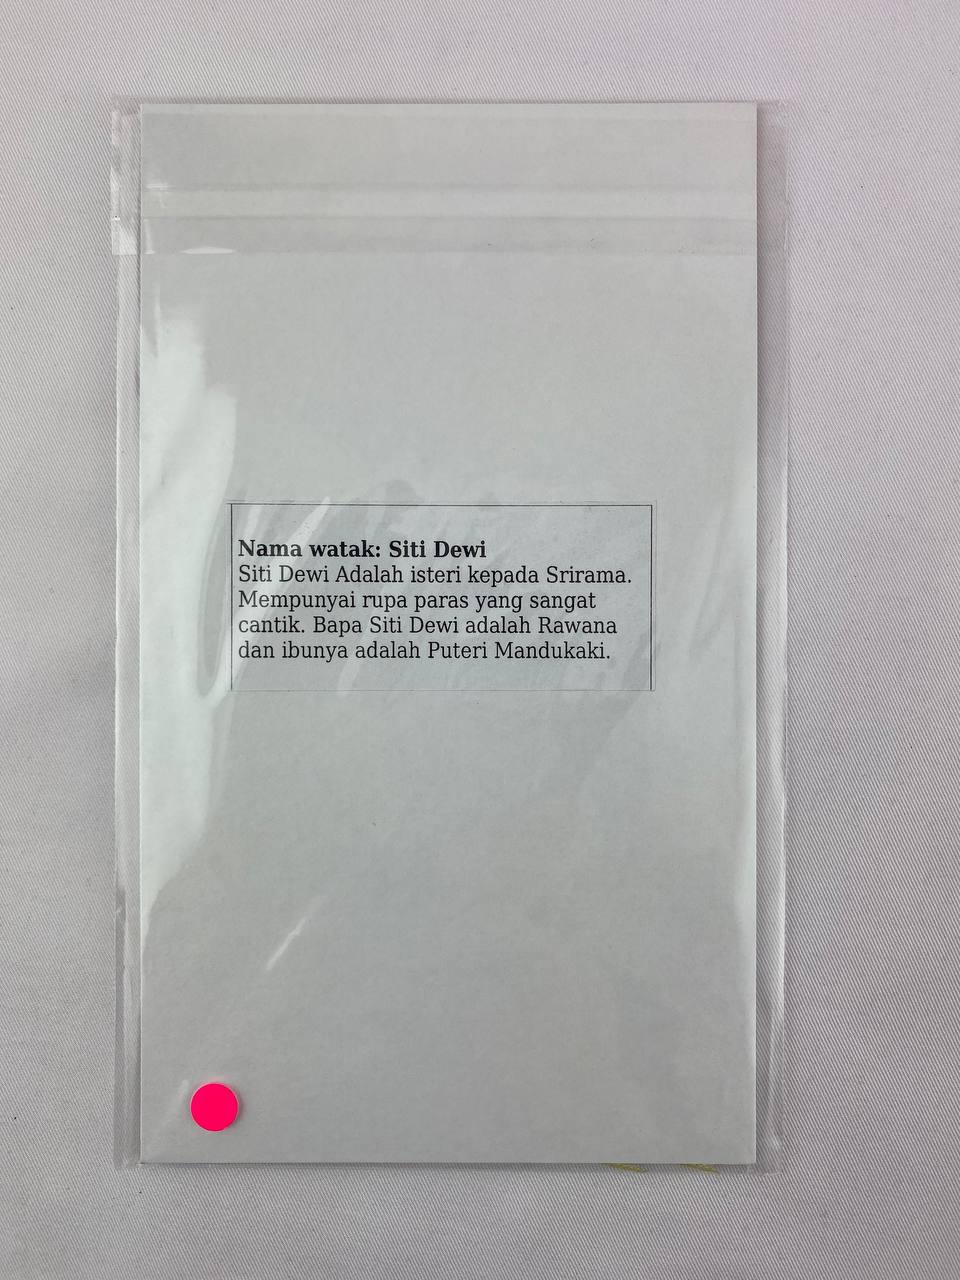 Nama watak: Siti Dewi
Siti Dewi Adalah isteri kepada Srirama.
Mempunyai rupa paras yang sangat
cantik. Bapa Siti Dewi adalah Rawana
dan ibunya adalah Puteri Mandukaki.